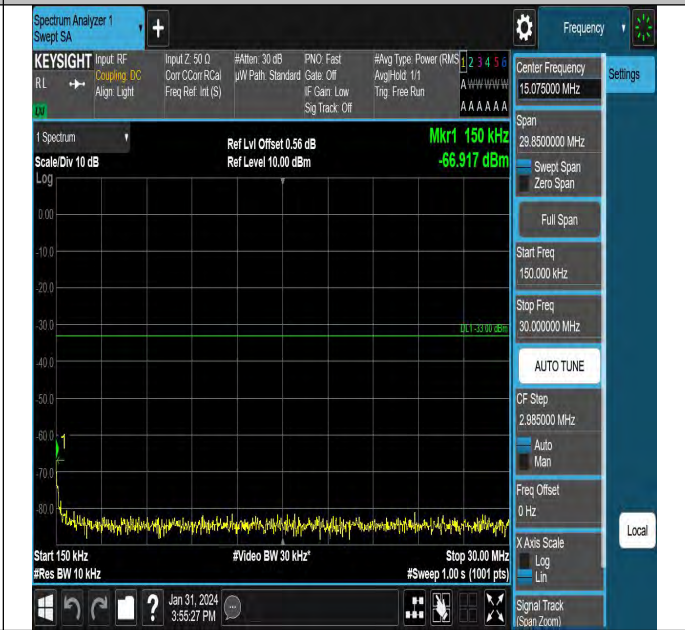 Spectrum Analyzer 1
Swept SA
+
Frequency
KEYSIGHT
RL
Input: RF
Coupling: DC
Align: Light
Input Z: 50 Ω
Corr CCorr RCal
Freq Ref: Int (S)
#Atten: 30 dB
µW Path: Standard
PNO: Fast
Gate: Off
IF Gain: Low
Sig Track: Off
#Avg Type: Power (RMS
Avg|Hold: 1/1
Trig: Free Run
1 2 3 4 5 6
A W W W W W
A A A A A A
1 Spectrum
Scale/Div 10 dB
Log
Ref Lvl Offset 0.56 dB
Ref Level 10.00 dBm
Mkr1 150 kHz
-66.917 dBm
0.00
-10.0
-20.0
-30.0
DL1 -33.00 dBm
-40.0
-50.0
-60.0
1
-70.0
-80.0
Start 150 kHz
#Video BW 30 kHz*
Stop 30.00 MHz
#Res BW 10 kHz
#Sweep 1.00 s (1001 pts)
?
Jan 31, 2024
3:55:27 PM
Center Frequency
15.075000 MHz
Settings
Span
29.8500000 MHz
Swept Span
Zero Span
Full Span
Start Freq
150.000 kHz
Stop Freq
30.000000 MHz
AUTO TUNE
CF Step
2.985000 MHz
Auto
Man
Freq Offset
0 Hz
Local
X Axis Scale
Log
Lin
Signal Track
(Span Zoom)